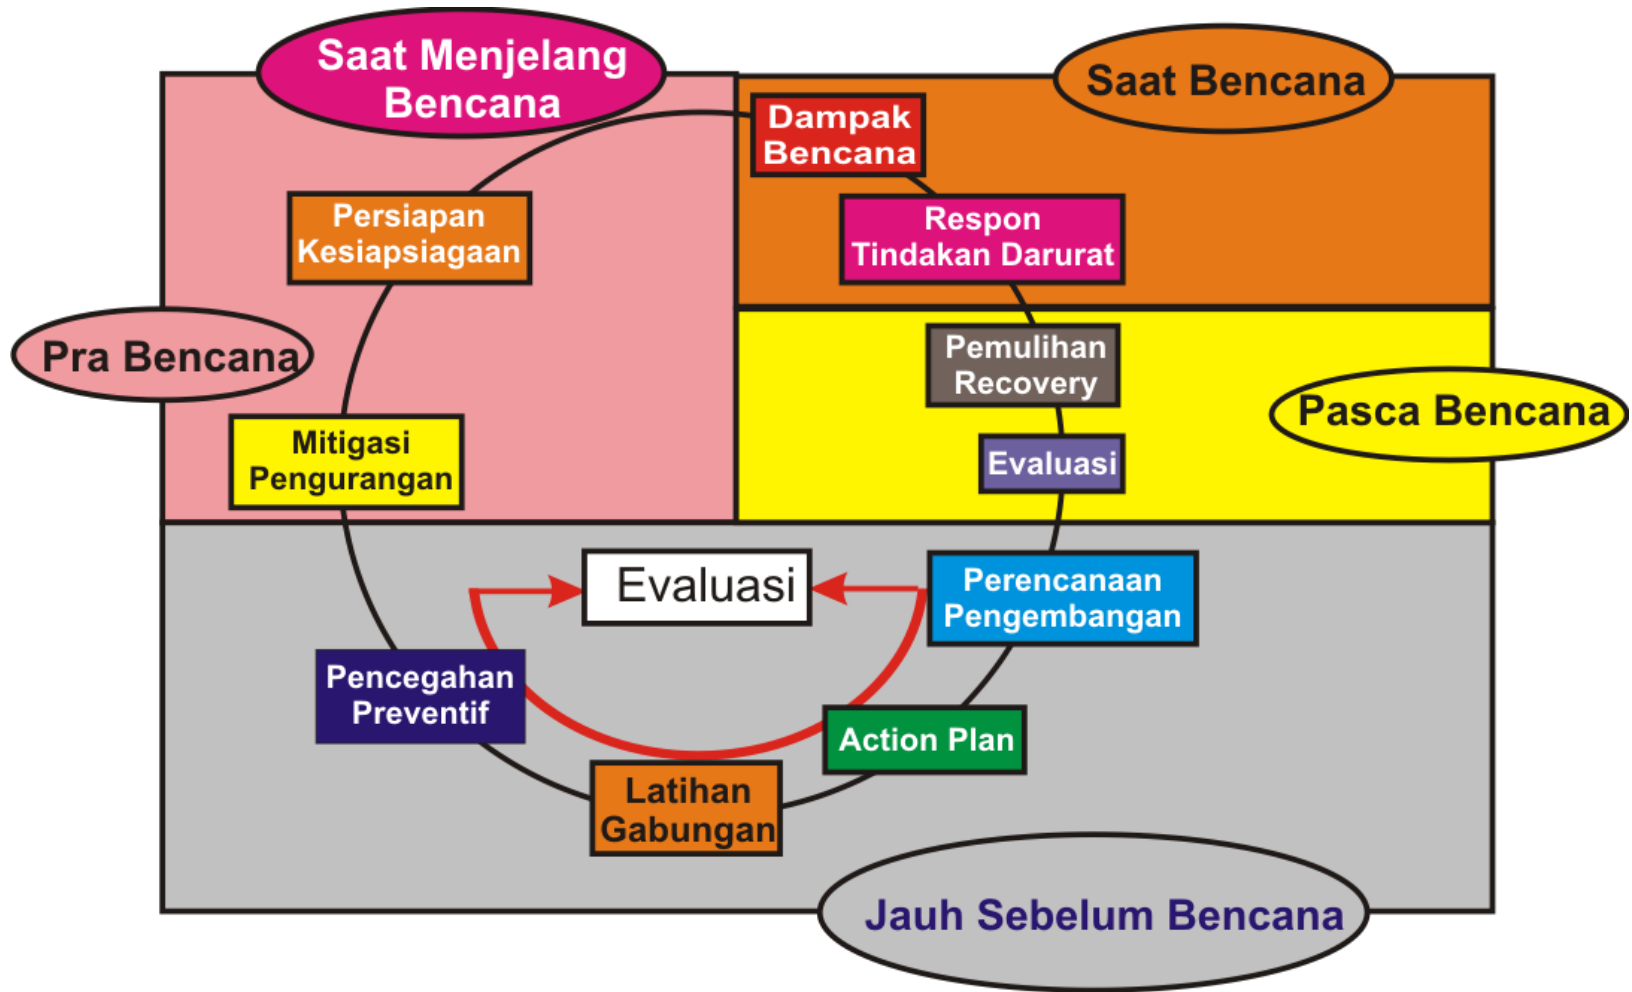 Saat Menjelang
Bencana
Saat Bencana
Dampak
Bencana
Persiapan
Kesiapsiagaan
Respon
Tindakan Darurat
Pra Bencana
Pemulihan
Recovery
Pasca Bencana
Mitigasi
Pengurangan
Evaluasi
Evaluasi
Perencanaan
Pengembangan
Pencegahan
Preventif
Action Plan
Latihan
Gabungan
Jauh Sebelum Bencana